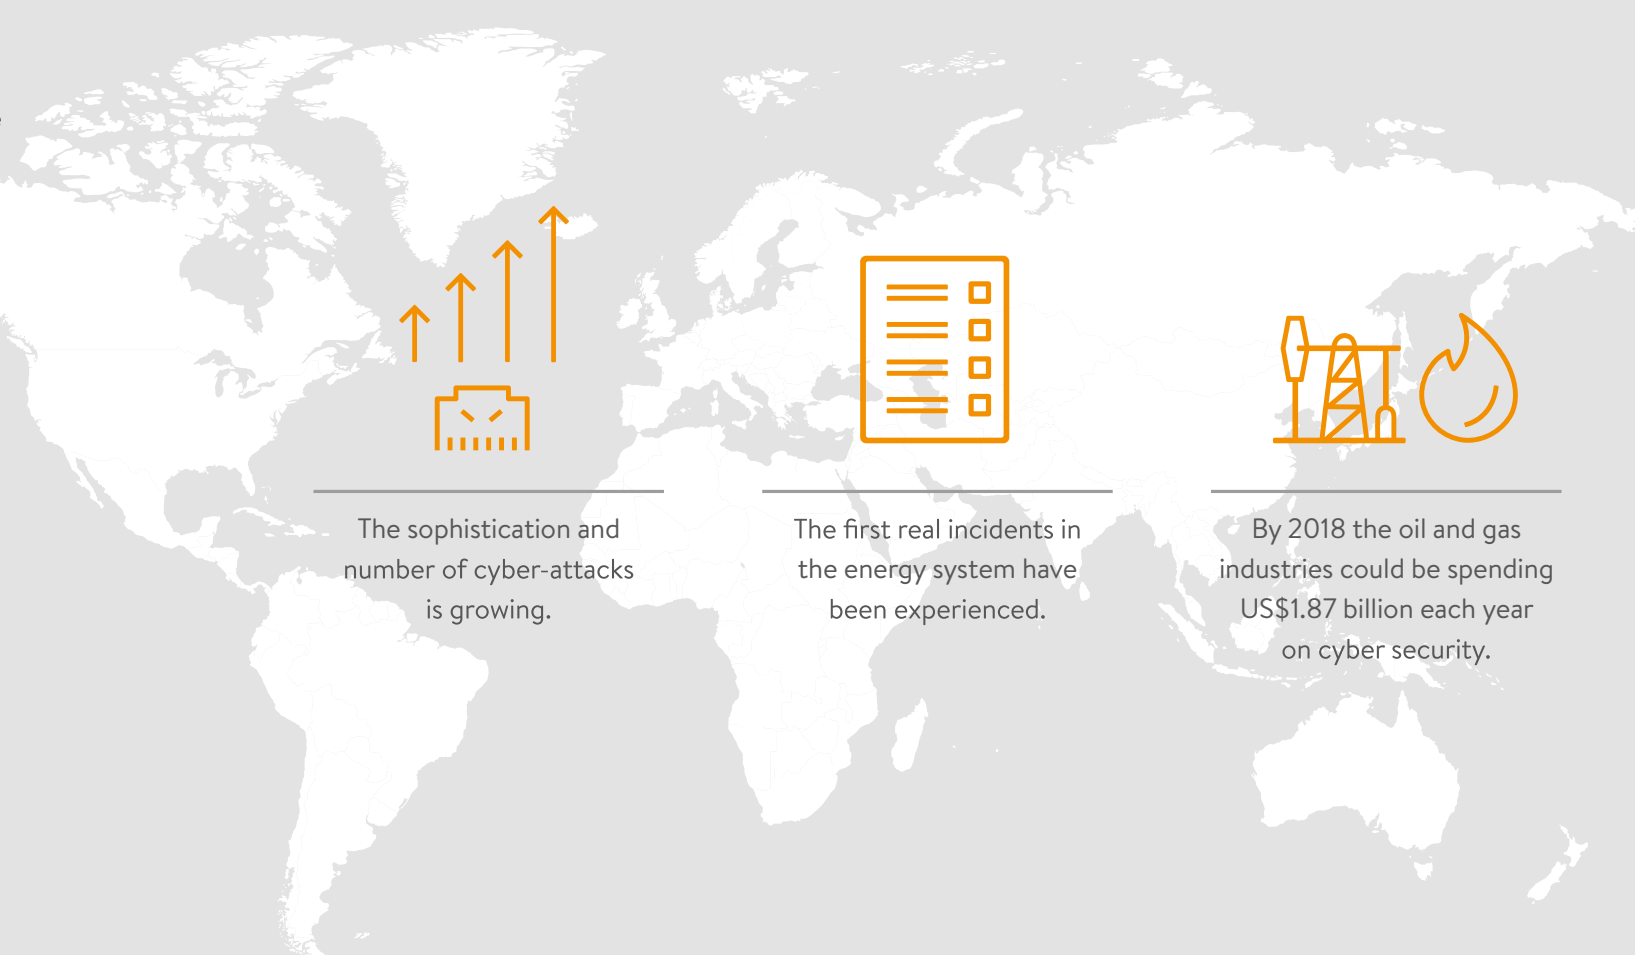 The sophistication and
number of cyber-attacks
is growing.
The first real incidents in
the energy system have
been experienced.
By 2018 the oil and gas
industries could be spending
US$1.87 billion each year
on cyber security.